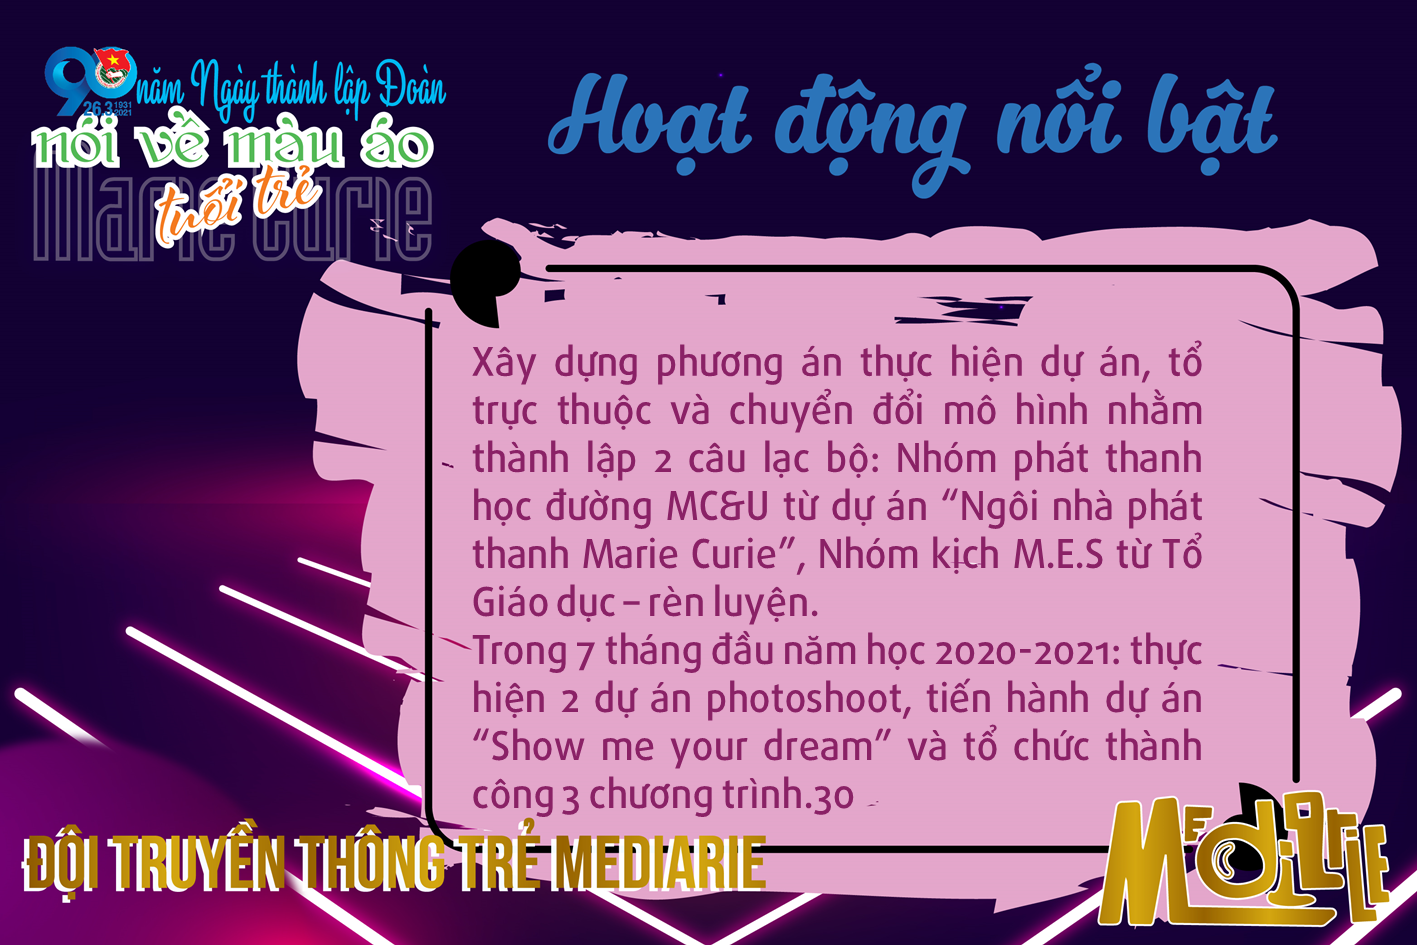 90 năm Ngày thành lập Đoàn
26.3 1931 2021
nói về màu áo
Marie Curie
tuổi trẻ
Hoạt động nổi bật
Xây dựng phương án thực hiện dự án, tổ
trực thuộc và chuyển đổi mô hình nhằm
thành lập 2 câu lạc bộ: Nhóm phát thanh
học đường MC&U từ dự án “Ngôi nhà phát
thanh Marie Curie”, Nhóm kịch M.E.S từ Tổ
Giáo dục – rèn luyện.
Trong 7 tháng đầu năm học 2020-2021: thực
hiện 2 dự án photoshoot, tiến hành dự án
“Show me your dream” và tổ chức thành
công 3 chương trình.30
ĐỘI TRUYỀN THÔNG TRẺ MEDIARIE
MEdiarie